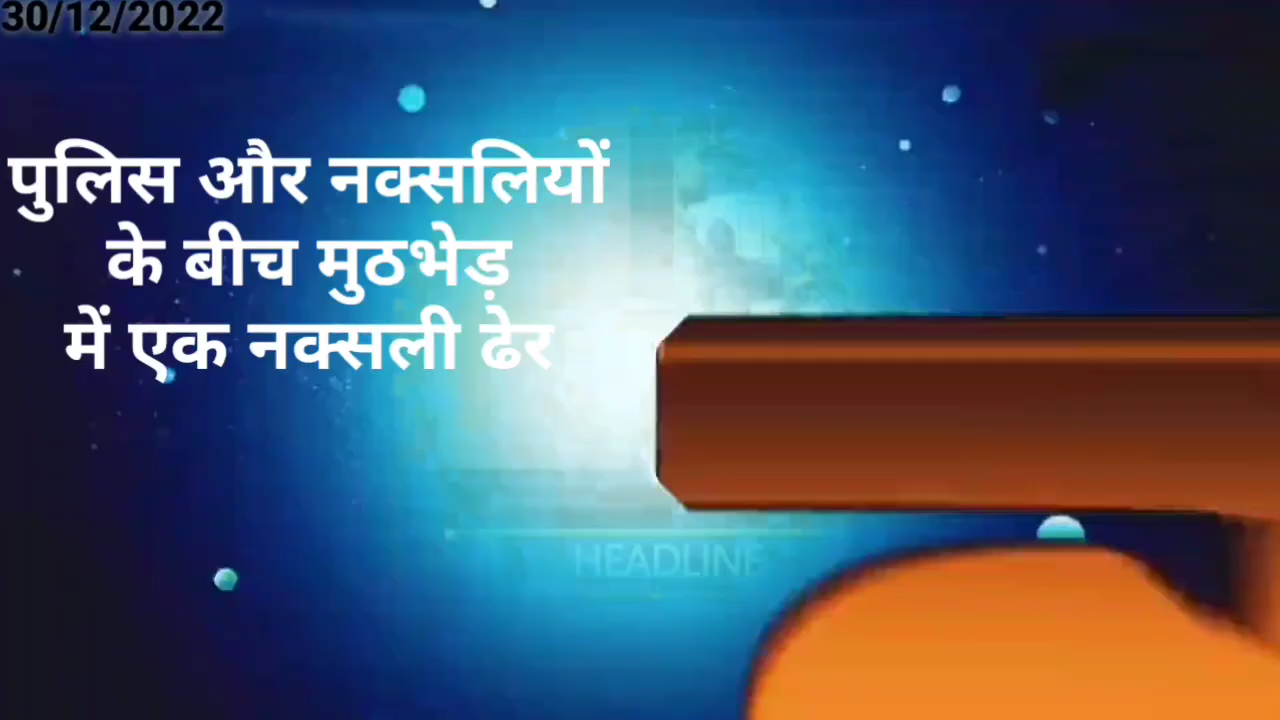 30/12/2022
पुलिस और नक्सलियों
के बीच मुठभेड़
में एक नक्सली ढेर
HEADLINE